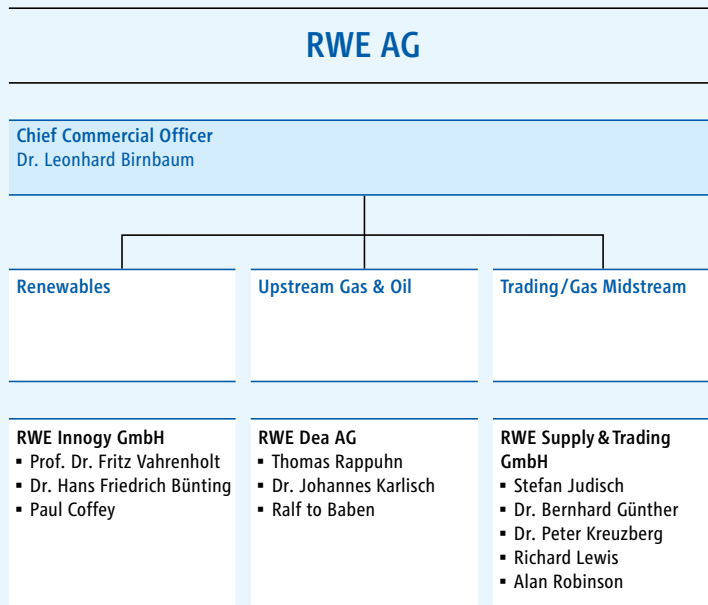 RWE AG
Chief Commercial Officer
Dr. Leonhard Birnbaum
Renewables
Upstream Gas & Oil
Trading/Gas Midstream
RWE Innogy GmbH
▪ Prof. Dr. Fritz Vahrenholt
▪ Dr. Hans Friedrich Bünting
▪ Paul Coffey
RWE Dea AG
▪ Thomas Rappuhn
▪ Dr. Johannes Karlisch
▪ Ralf to Baben
RWE Supply & Trading
GmbH
▪ Stefan Judisch
▪ Dr. Bernhard Günther
▪ Dr. Peter Kreuzberg
▪ Richard Lewis
▪ Alan Robinson